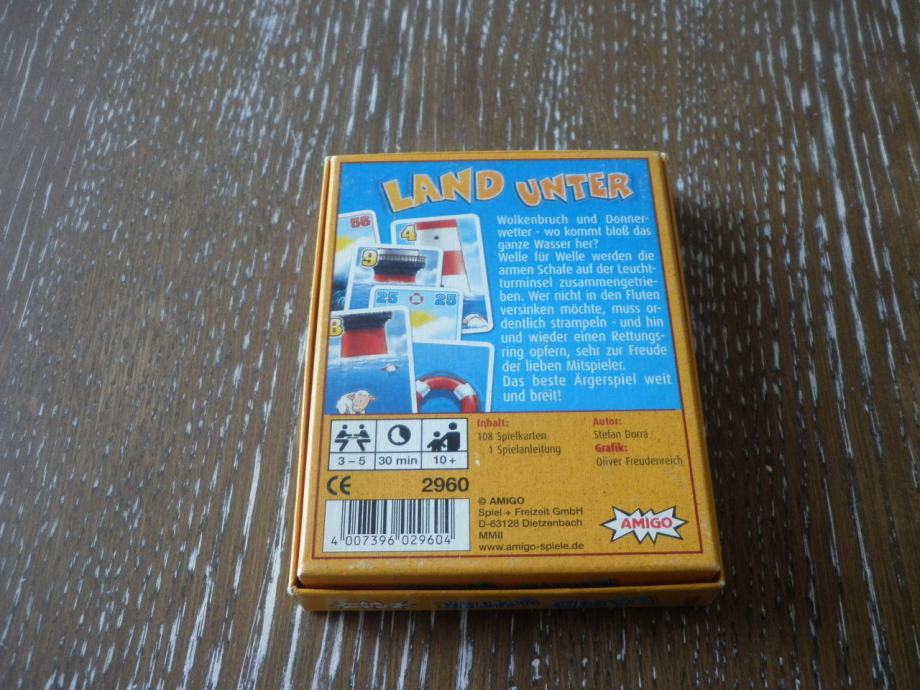 LAND UNTER
Wolkenbruch und Donner-
wetter - wo kommt bloß das
ganze Wasser her?
Welle für Welle werden die
armen Schafe auf der Leucht-
turminsel zusammengetrie-
ben. Wer nicht in den Fluten
versinken möchte, muss or-
dentlich strampeln - und hin
und wieder einen Rettungs-
ring opfern, sehr zur Freude
der lieben Mitspieler.
Das beste Ärgerspiel weit
und breit!
4
9
25 25
3 – 5
30 min
10 +
CE
2960
4 007396 029604
Inhalt:
108 Spielkarten
1 Spielanleitung
Autor:
Stefan Dorra
Grafik:
Oliver Freudenreich
© AMIGO
Spiel + Freizeit GmbH
D-63128 Dietzenbach
MMII
www.amigo-spiele.de
AMIGO